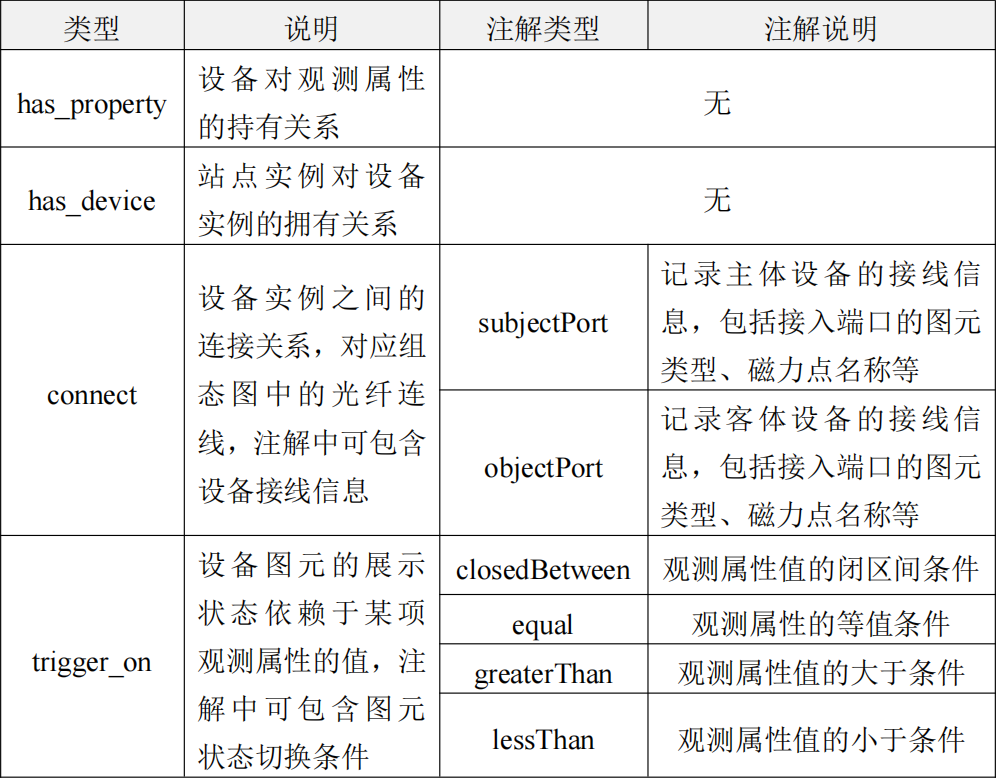 类型 说明 注解类型 注解说明
has_property
设备对观测属性
的持有关系
无
has_device
站点实例对设备
实例的拥有关系
无
connect
设备实例之间的
连接关系，对应组
态图中的光纤连
线，注解中可包含
设备接线信息
subjectPort
记录主体设备的接线信
息，包括接入端口的图元
类型、磁力点名称等
objectPort
记录客体设备的接线信
息，包括接入端口的图元
类型、磁力点名称等
trigger_on
设备图元的展示
状态依赖于某项
观测属性的值，注
解中可包含图元
状态切换条件
closedBetween 观测属性值的闭区间条件
equal 观测属性的等值条件
greaterThan 观测属性值的大于条件
lessThan 观测属性值的小于条件